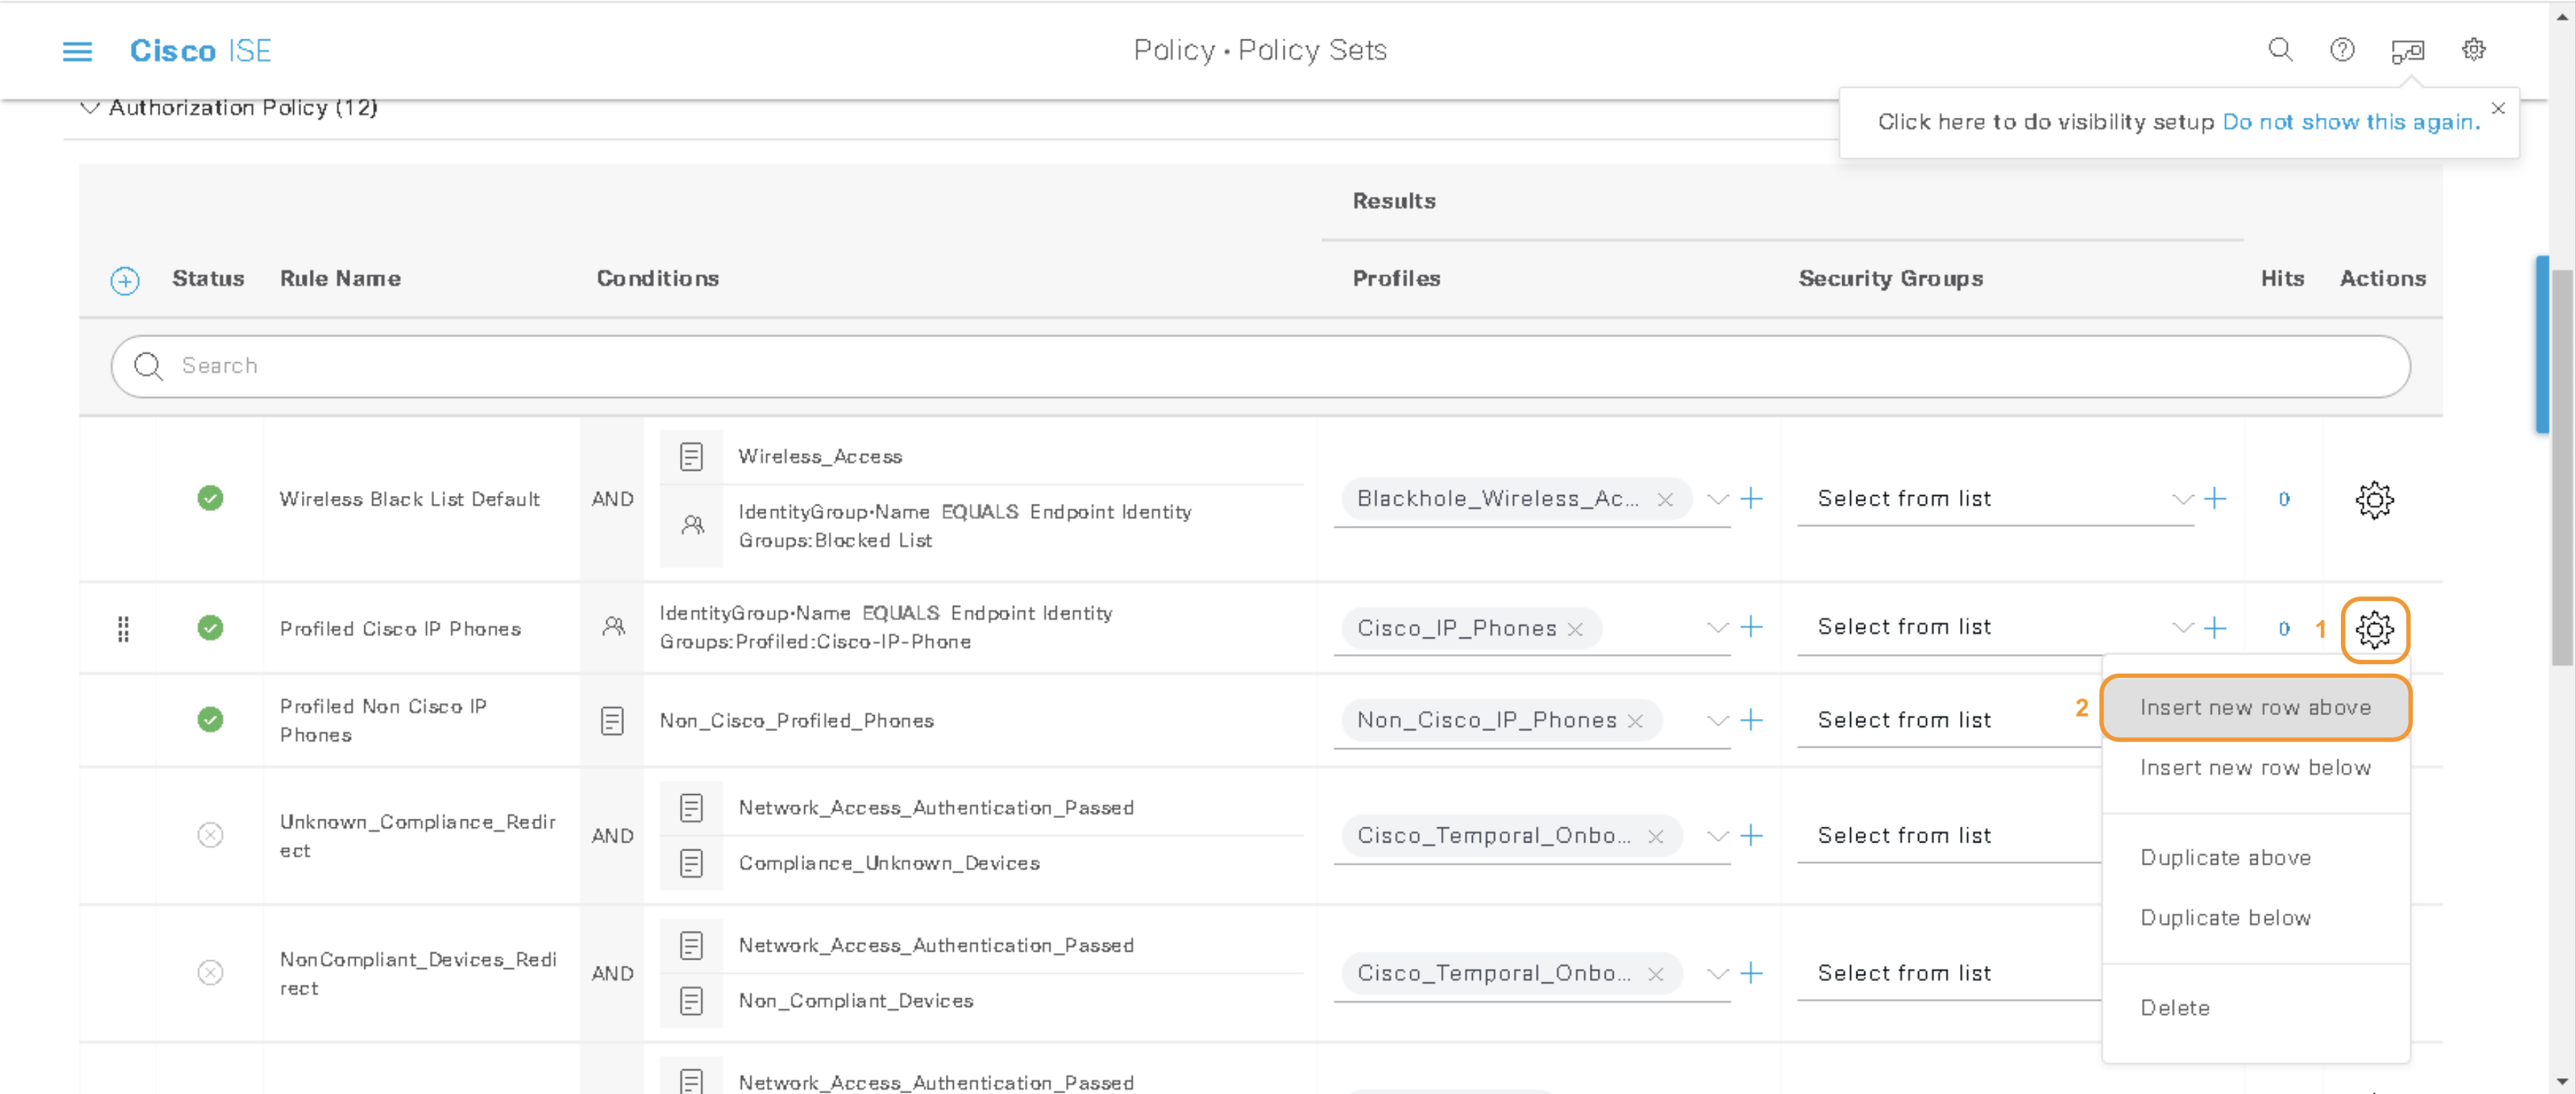 Cisco ISE
Policy • Policy Sets
Authorization Policy (12)
Click here to do visibility setup Do not show this again.
Results
Status Rule Name Conditions Profiles Security Groups Hits Actions
Search
Wireless Black List Default
AND
Wireless_Access
IdentityGroup•Name EQUALS Endpoint Identity
Groups:Blocked List
Blackhole_Wireless_Ac...
Select from list
0
Profiled Cisco IP Phones
IdentityGroup•Name EQUALS Endpoint Identity
Groups:Profiled:Cisco-IP-Phone
Cisco_IP_Phones
Select from list
0
1
Profiled Non Cisco IP
Phones
Non_Cisco_Profiled_Phones
Non_Cisco_IP_Phones
Select from list
2
Insert new row above
Insert new row below
Duplicate above
Duplicate below
Delete
Unknown_Compliance_Redir
ect
AND
Network_Access_Authentication_Passed
Compliance_Unknown_Devices
Cisco_Temporal_Onbo...
Select from list
NonCompliant_Devices_Redi
rect
AND
Network_Access_Authentication_Passed
Non_Compliant_Devices
Cisco_Temporal_Onbo...
Select from list
Network_Access_Authentication_Passed